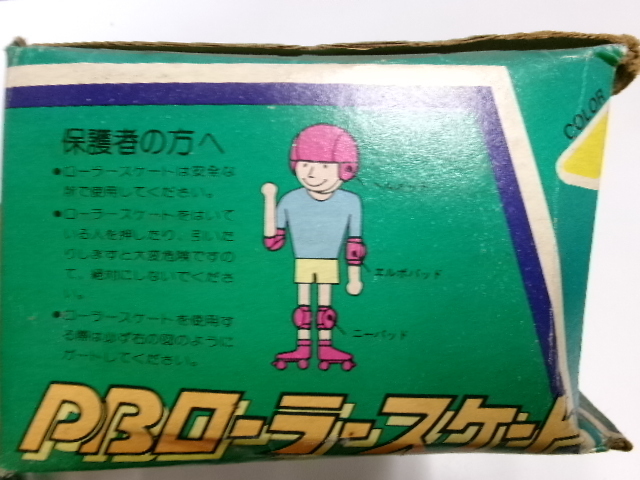 保護者の方へ
●ローラースケートは安全な
所で使用してください。
●ローラースケートをはいて
いる人を押したり、引いた
りしますと大変危険ですの
で、絶対にしないでくださ
い。
●ローラースケートを使用す
る際は必ず右の図のように
ガードしてください。
ヘルメット
エルボパッド
ニーパッド
COLOR
PBローラースケート